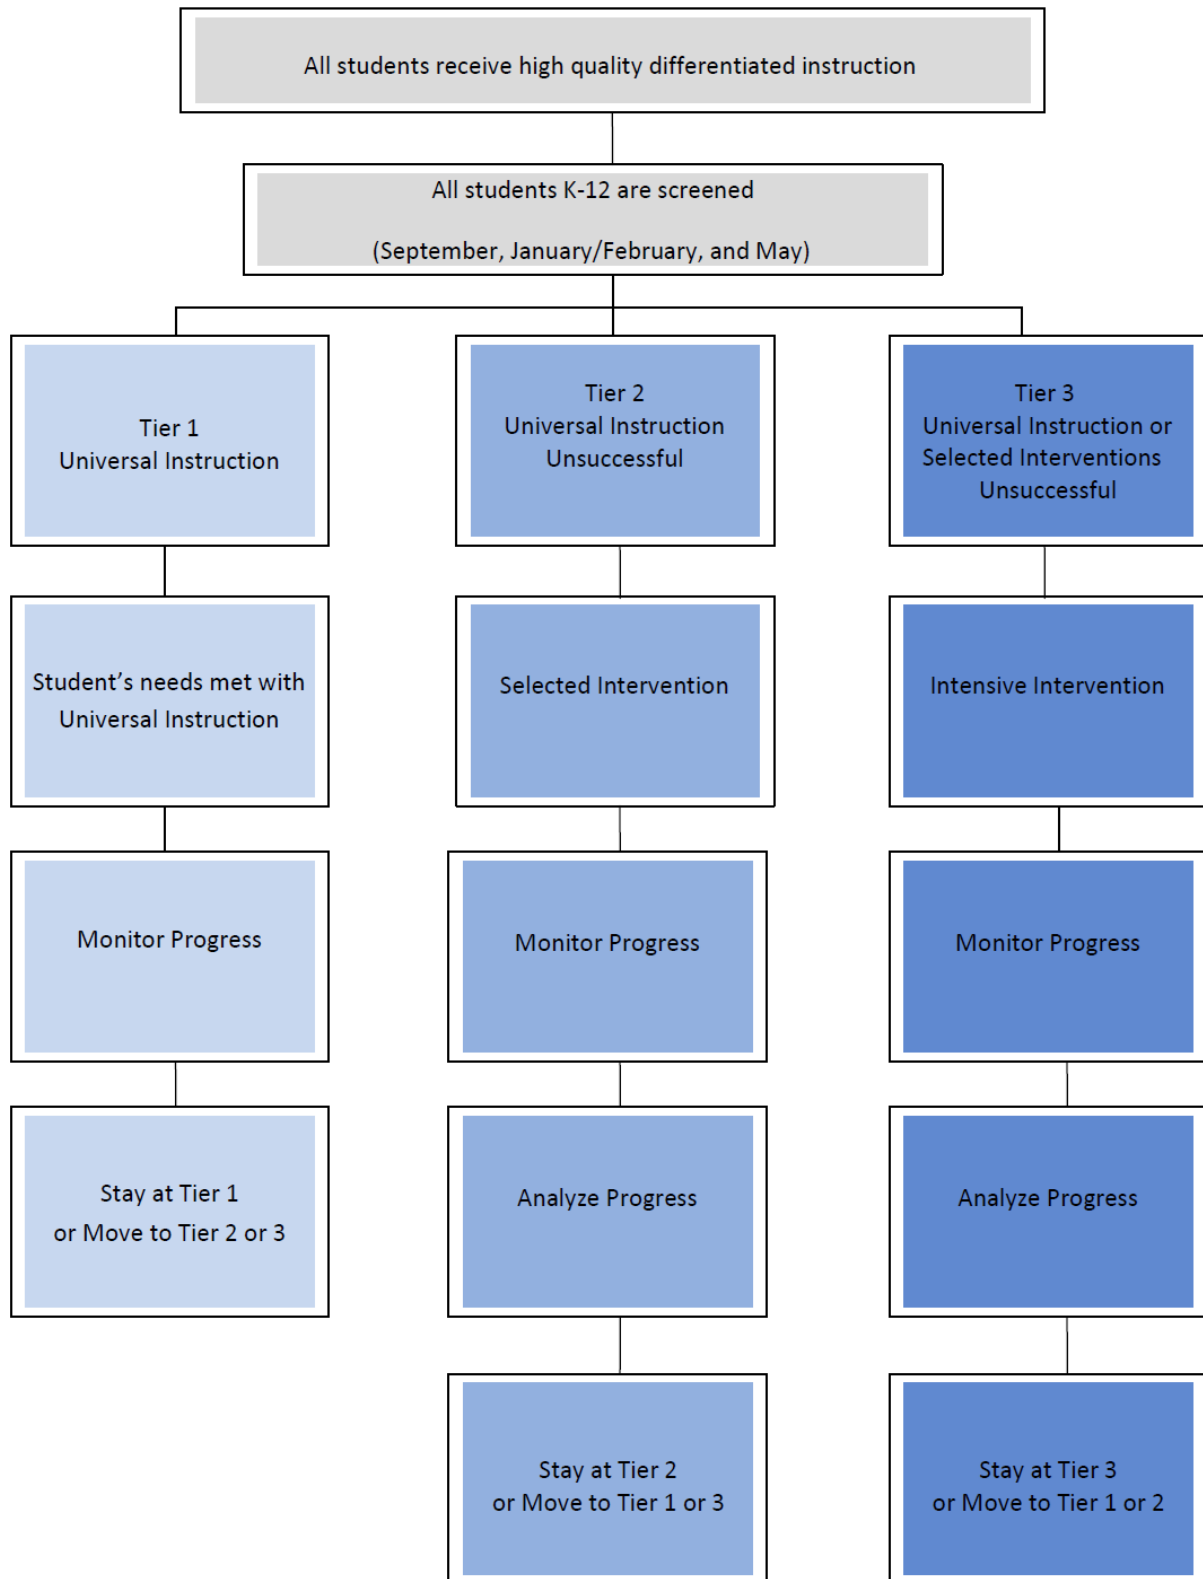 All students receive high quality differentiated instruction
All students K-12 are screened
(September, January/February, and May)
Tier 1
Universal Instruction
Tier 2
Universal Instruction
Unsuccessful
Tier 3
Universal Instruction or
Selected Interventions
Unsuccessful
Student’s needs met with
Universal Instruction
Selected Intervention
Intensive Intervention
Monitor Progress
Monitor Progress
Monitor Progress
Stay at Tier 1
or Move to Tier 2 or 3
Analyze Progress
Analyze Progress
Stay at Tier 2
or Move to Tier 1 or 3
Stay at Tier 3
or Move to Tier 1 or 2